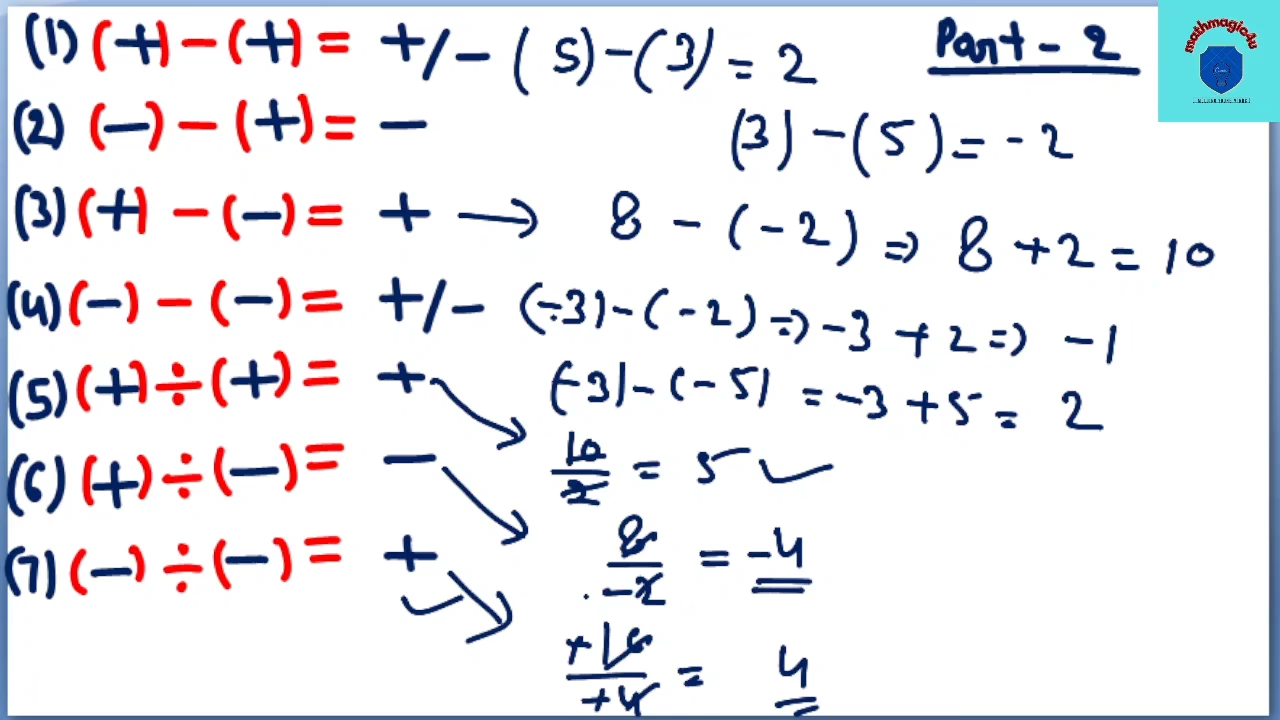 (1) (+) - (+) = +/- (5) - (3) = 2
Part - 2
mathmagic4u
(2) (-) - (+) = -
(3) - (5) = -2
(3) (+) - (-) = + → 8 - (-2) ⇒ 8 + 2 = 10
(4) (-) - (-) = +/- (-3) - (-2) ⇒ -3 + 2 ⇒ -1
(5) (+) ÷ (+) = +
(-3) - (-5) = -3 + 5 = 2
(6) (+) ÷ (-) = -
10/2 = 5 ✓
(7) (-) ÷ (-) = +
8/-2 = -4
+16/+4 = 4